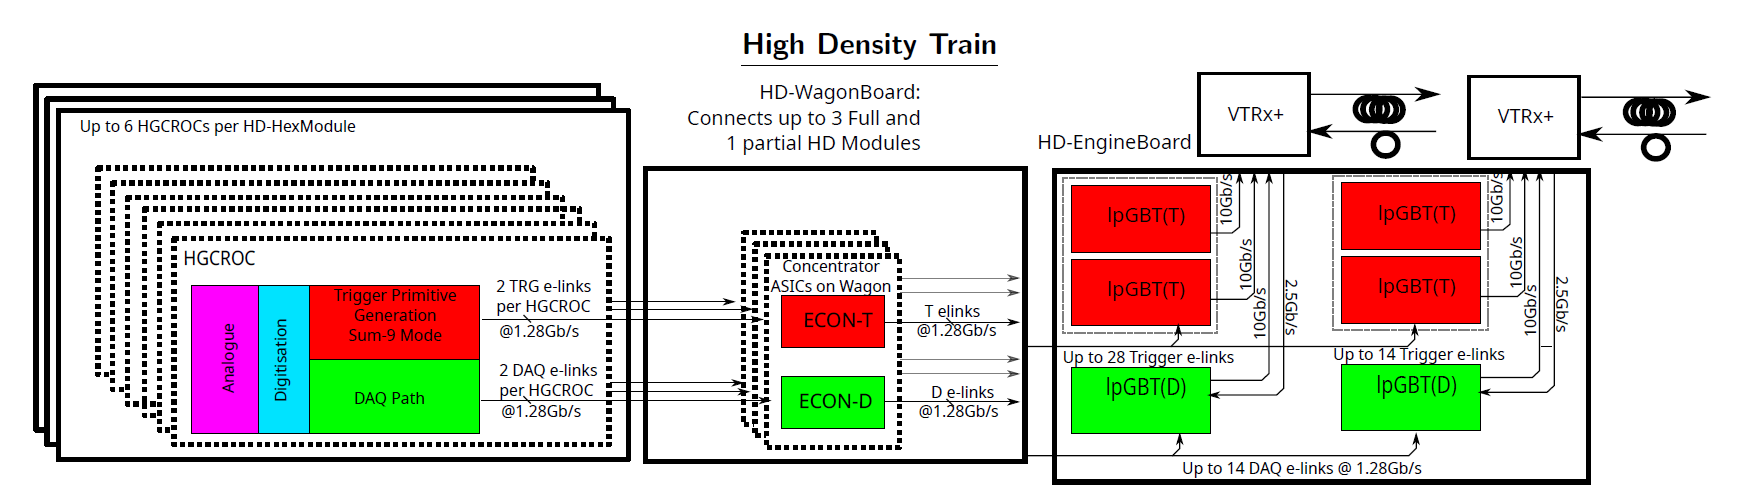 High Density Train
Up to 6 HGCROCs per HD-HexModule
HGCROC
Analogue
Digitisation
Trigger Primitive
Generation
Sum-9 Mode
DAQ Path
2 TRG e-links
per HGCROC
@1.28Gb/s
2 DAQ e-links
per HGCROC
@1.28Gb/s
HD-WagonBoard:
Connects up to 3 Full and
1 partial HD Modules
Concentrator
ASICs on Wagon
ECON-T
ECON-D
T elinks
@1.28Gb/s
D e-links
@1.28Gb/s
HD-EngineBoard
VTRx+
VTRx+
lpGBT(T)
lpGBT(T)
10Gb/s
10Gb/s
10Gb/s
2.5Gb/s
Up to 28 Trigger e-links
lpGBT(D)
lpGBT(T)
lpGBT(T)
10Gb/s
10Gb/s
10Gb/s
2.5Gb/s
Up to 14 Trigger e-links
lpGBT(D)
Up to 14 DAQ e-links @ 1.28Gb/s